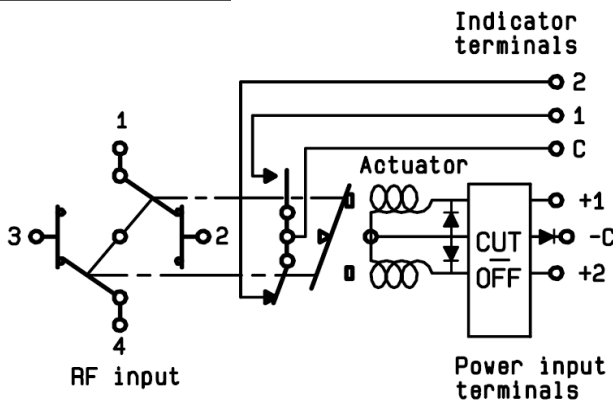 Indicator
terminals
2
1
C
1
Actuator
3
2
+1
CUT
OFF
-C
+2
4
RF input
Power input
terminals